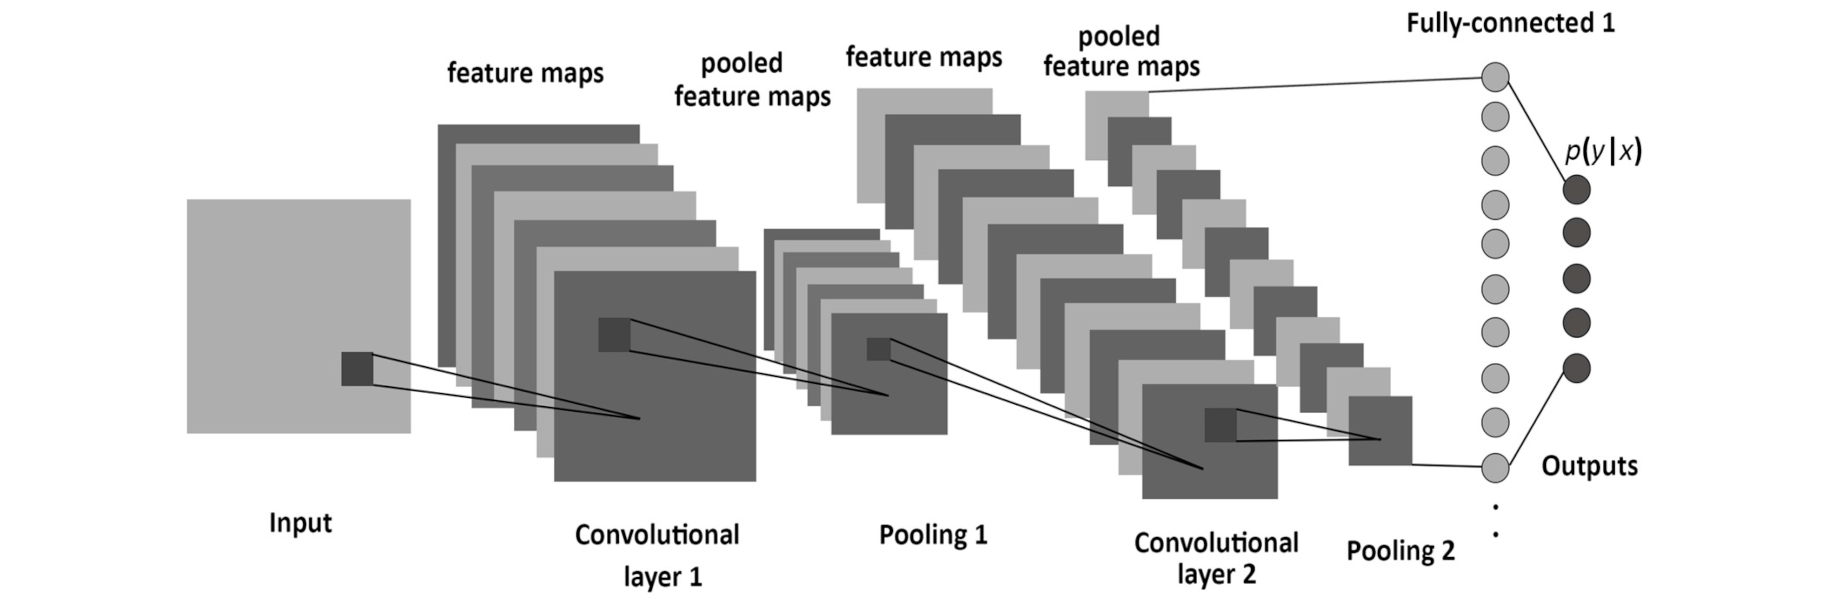 feature maps
pooled
feature maps
feature maps
pooled
feature maps
Fully-connected 1
p(y|x)
Outputs
Input
Convolutional
layer 1
Pooling 1
Convolutional
layer 2
Pooling 2